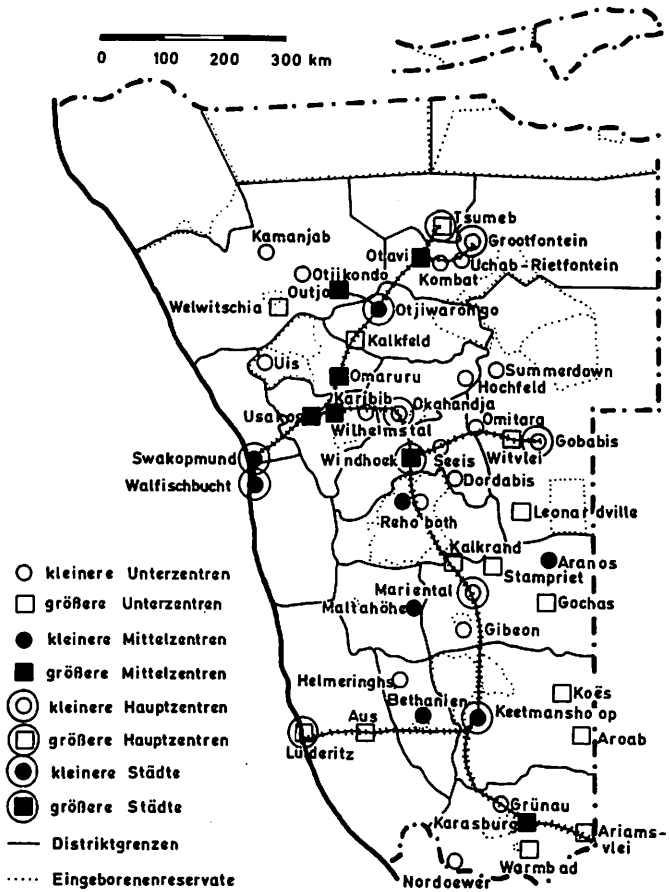 0 100 200 300 km
Tsumeb
Grootfontein
Kamanjab
Otavi
Uchab-Rietfontein
Kombat
Otjikondo
Outjo
Welwitschia
Otjiwarongo
Kalkfeld
Uis
Omaruru
Summerdown
Hochfeld
Karibib
Okahandja
Usakos
Wilhelmstal
Omitara
Gobabis
Witvlei
Swakopmund
Windhoek
Seeis
Walfischbucht
Dordabis
Rehoboth
Leonardville
Kalkrand
Aranos
Stampriet
Mariental
Maltahöhe
Gochas
Gibeon
Helmeringhs.
Bethanien
Koës
Aus
Keetmanshoop
Lüderitz
Aroab
Grünau
Karasburg
Ariams-
vlei
Warmbad
Nordoewer
kleinere Unterzentren
größere Unterzentren
kleinere Mittelzentren
größere Mittelzentren
kleinere Hauptzentren
größere Hauptzentren
kleinere Städte
größere Städte
Distriktgrenzen
Eingeborenenreservate